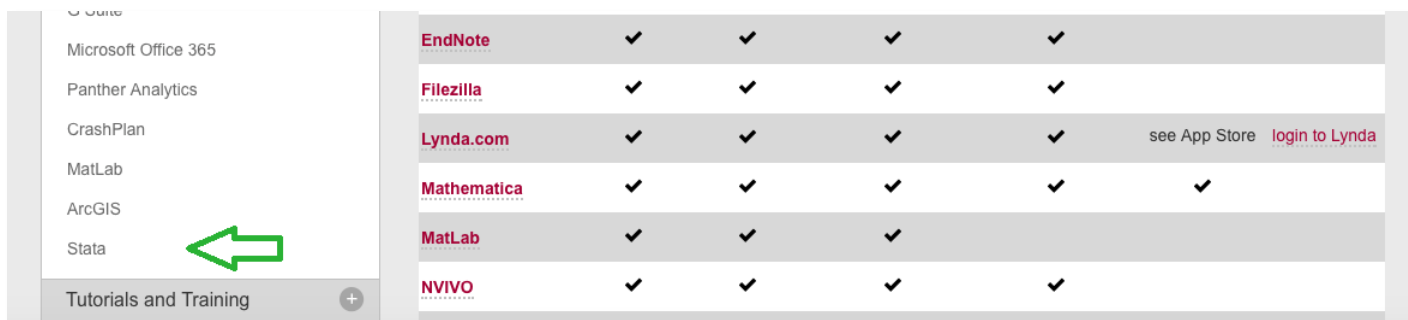 Microsoft Office 365
Panther Analytics
CrashPlan
MatLab
ArcGIS
Stata
Tutorials and Training
EndNote ✔ ✔ ✔ ✔
Filezilla ✔ ✔ ✔ ✔
Lynda.com ✔ ✔ ✔ ✔ see App Store login to Lynda
Mathematica ✔ ✔ ✔ ✔ ✔
MatLab ✔ ✔ ✔
NVIVO ✔ ✔ ✔ ✔